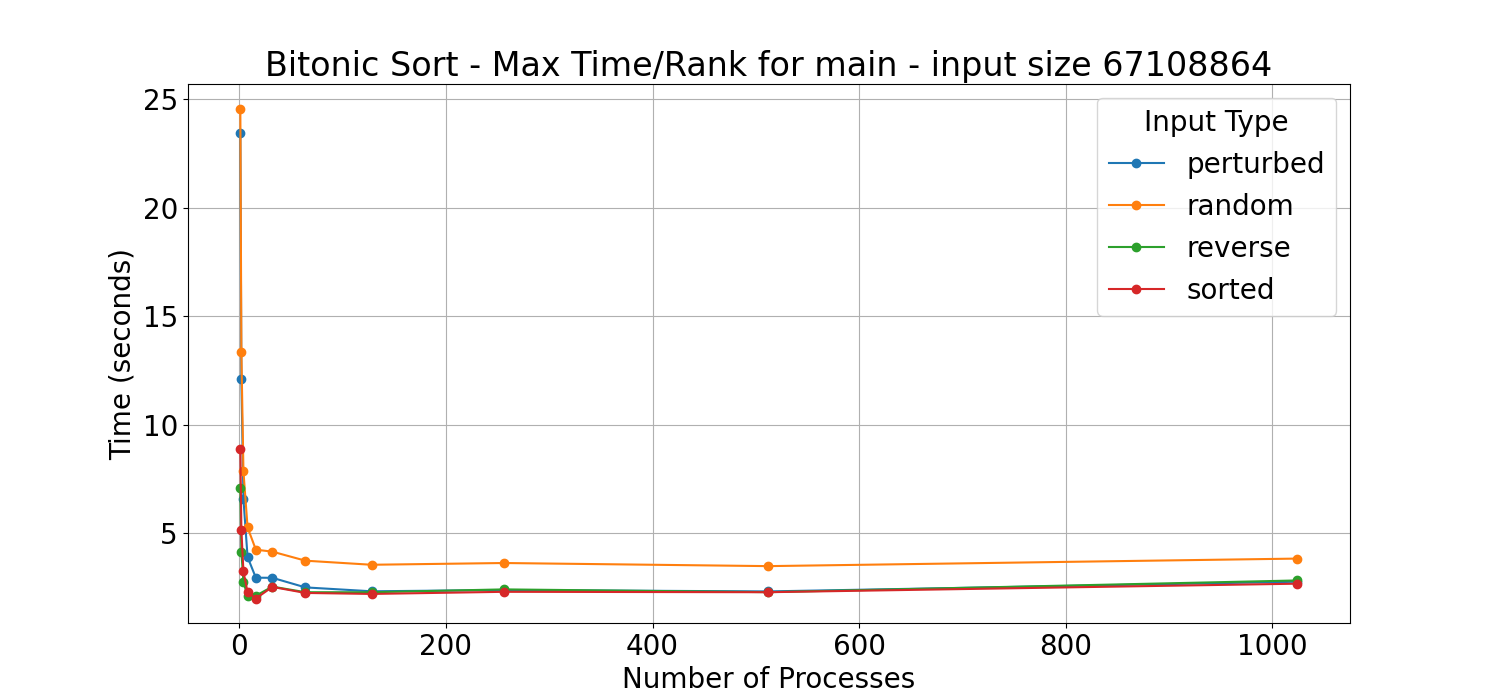 Bitonic Sort - Max Time/Rank for main - input size 67108864
25
20
15
10
5
Time (seconds)
Input Type
perturbed
random
reverse
sorted
0 200 400 600 800 1000
Number of Processes